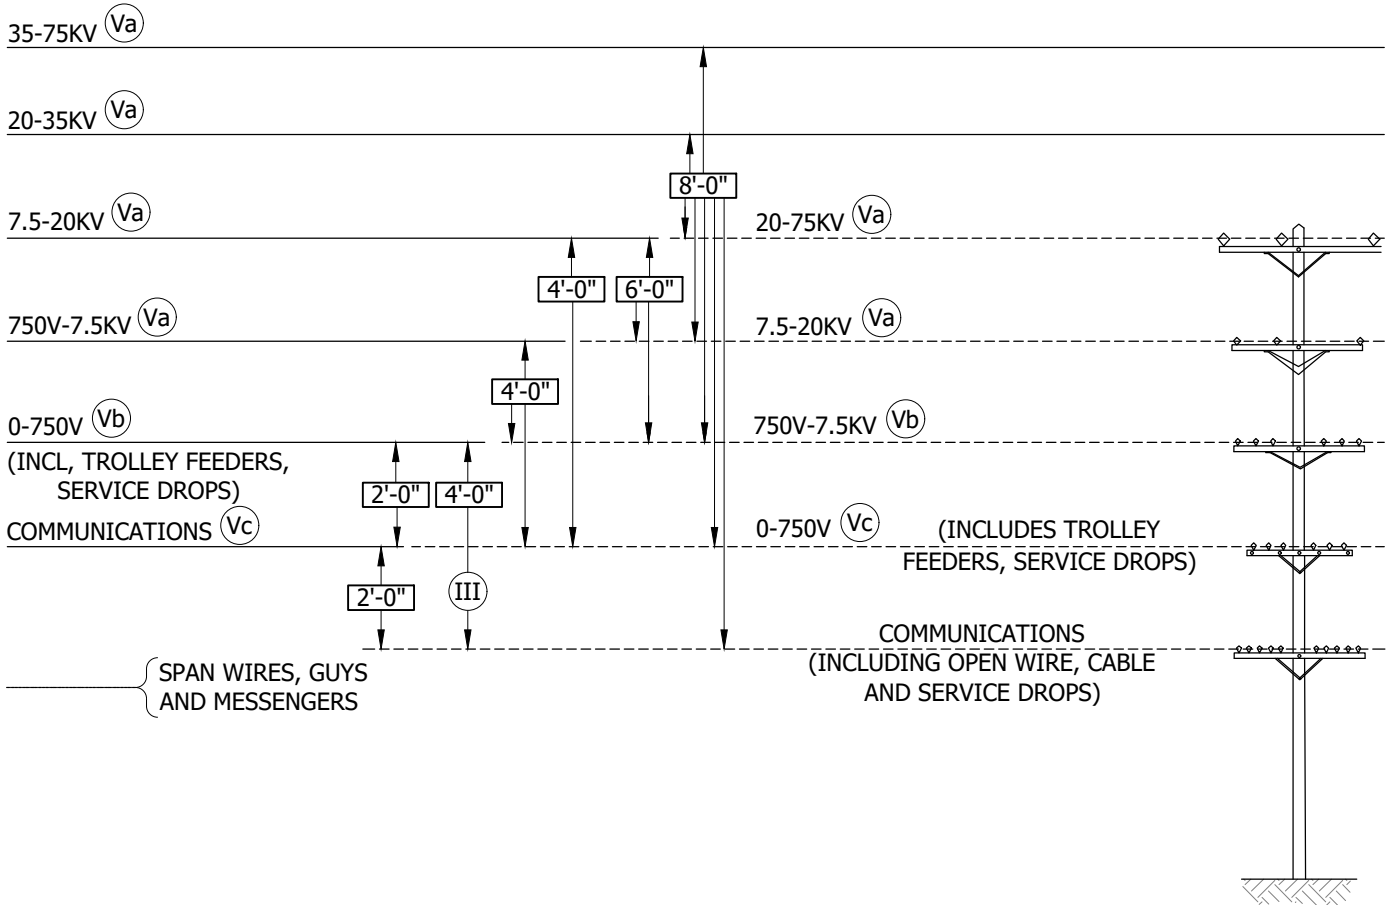 35-75KV Va
20-35KV Va
8'-0"
7.5-20KV Va
20-75KV Va
4'-0"
6'-0"
750V-7.5KV Va
7.5-20KV Va
4'-0"
0-750V Vb
750V-7.5KV Vb
(INCL, TROLLEY FEEDERS,
SERVICE DROPS)
2'-0"
4'-0"
COMMUNICATIONS Vc
0-750V Vc
(INCLUDES TROLLEY
FEEDERS, SERVICE DROPS)
2'-0"
III
COMMUNICATIONS
(INCLUDING OPEN WIRE, CABLE
AND SERVICE DROPS)
SPAN WIRES, GUYS
AND MESSENGERS